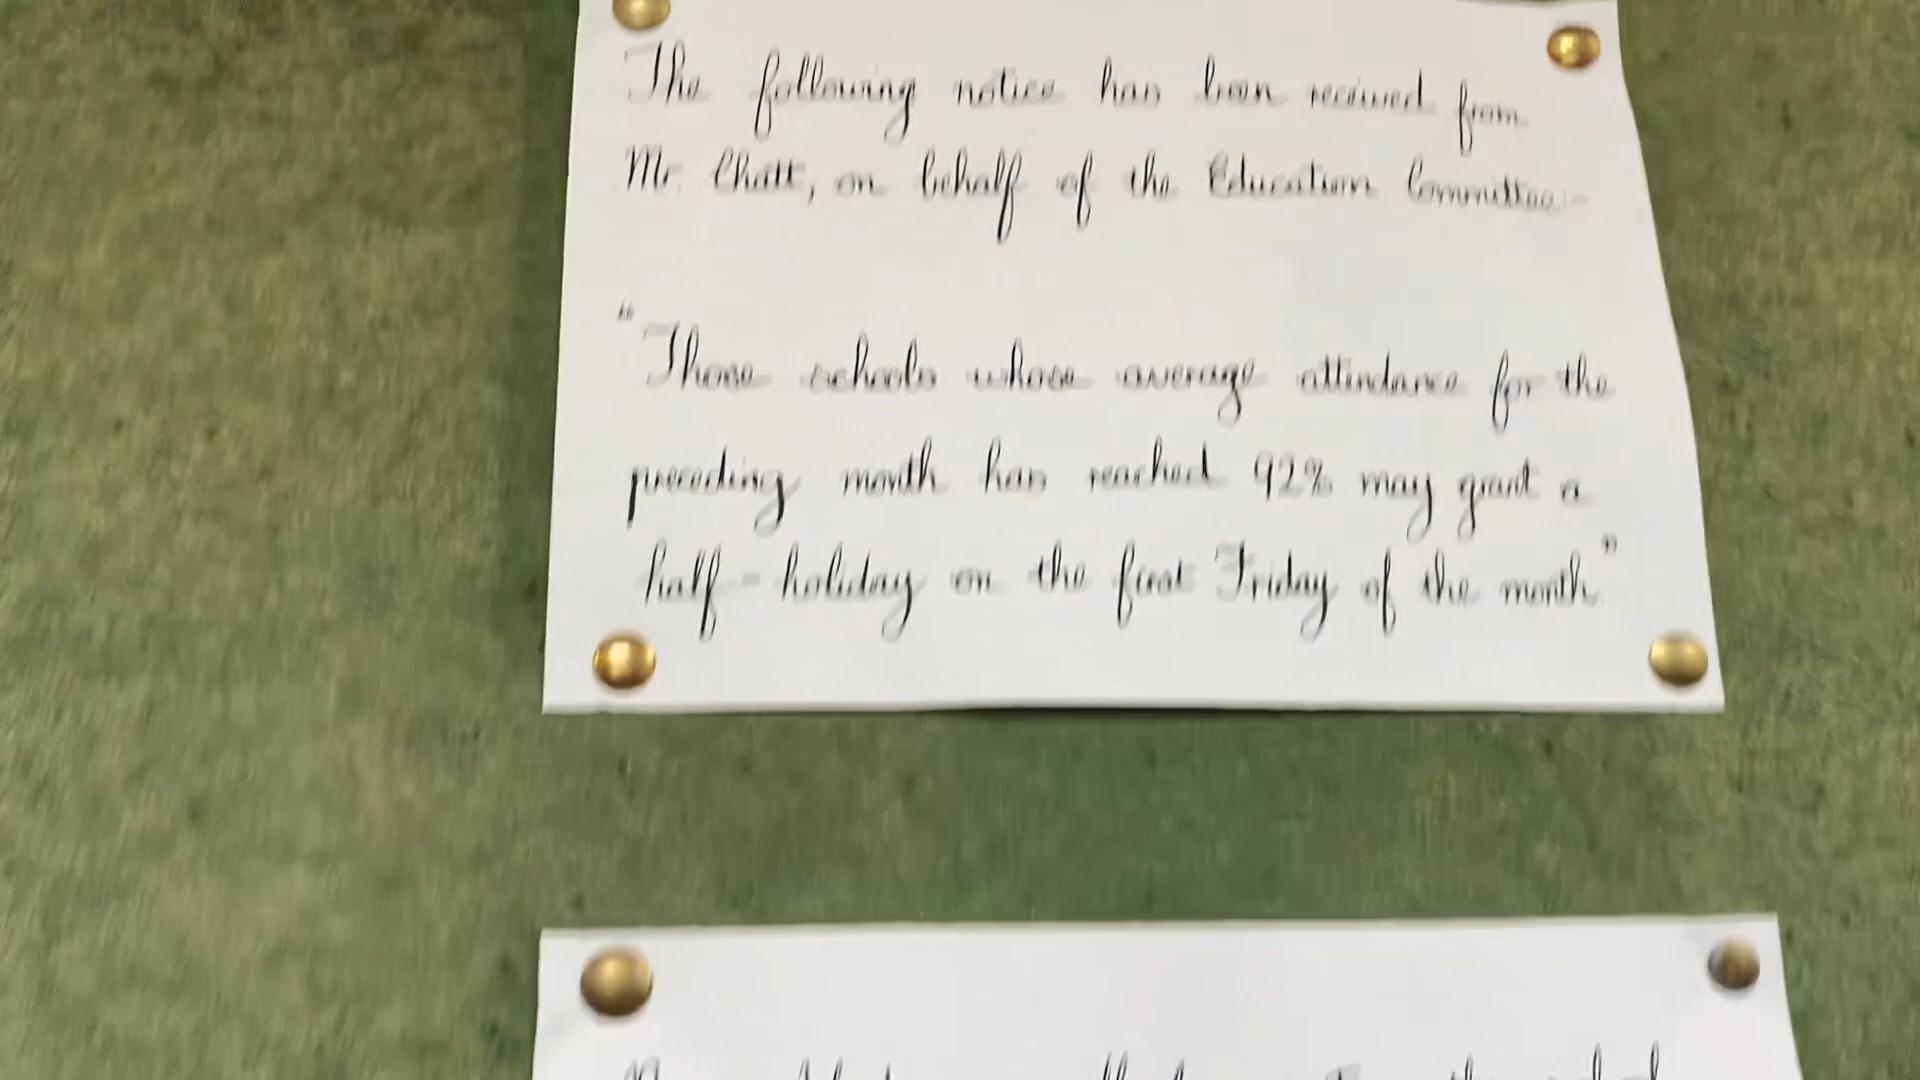 The following notice has been received from
Mr. Chatt, on behalf of the Education Committee:-
"Those schools whose average attendance for the
preceding month has reached 92% may grant a
half-holiday on the first Friday of the month"